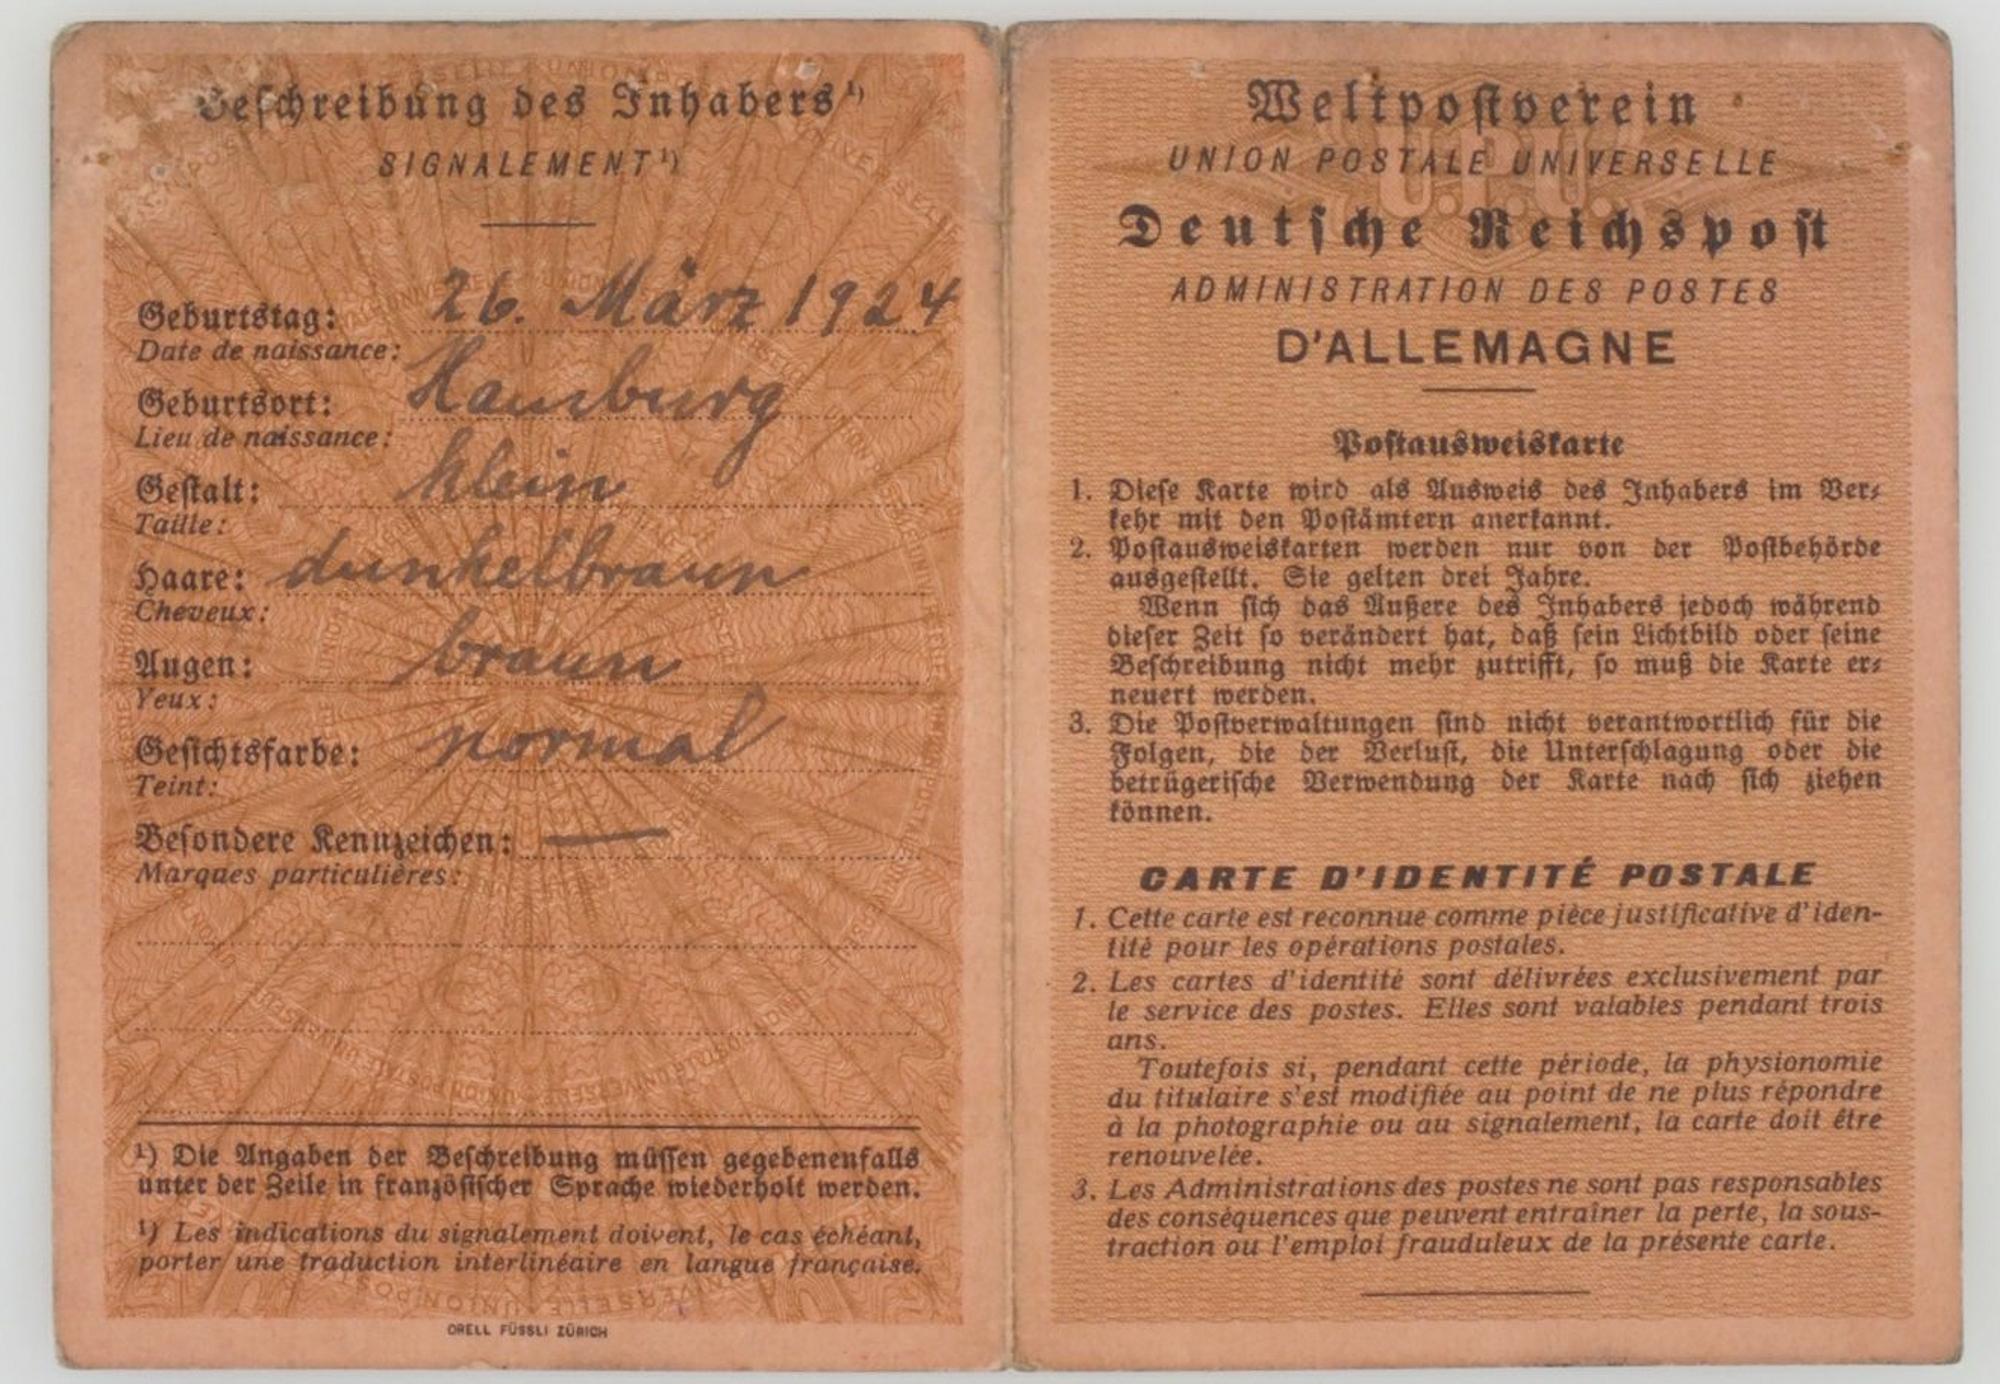 Beschreibung des Inhabers¹)
SIGNALEMENT¹)
Geburtstag: 26. März 1924
Date de naissance:
Geburtsort: Hamburg
Lieu de naissance:
Gestalt: klein
Taille:
Haare: dunkelbraun
Cheveux:
Augen: braun
Yeux:
Gesichtsfarbe: normal
Teint:
Besondere Kennzeichen: —
Marques particulières:
¹) Die Angaben der Beschreibung müssen gegebenenfalls
unter der Zeile in französischer Sprache wiederholt werden.
¹) Les indications du signalement doivent, le cas échéant,
porter une traduction interlinéaire en langue française.
ORELL FÜSSLI ZÜRICH
Weltpostverein
UNION POSTALE UNIVERSELLE
Deutsche Reichspost
ADMINISTRATION DES POSTES
D'ALLEMAGNE
Postausweiskarte
1. Diese Karte wird als Ausweis des Inhabers im Ver-
kehr mit den Postämtern anerkannt.
2. Postausweiskarten werden nur von der Postbehörde
ausgestellt. Sie gelten drei Jahre.
Wenn sich das Äußere des Inhabers jedoch während
dieser Zeit so verändert hat, daß sein Lichtbild oder seine
Beschreibung nicht mehr zutrifft, so muß die Karte er-
neuert werden.
3. Die Postverwaltungen sind nicht verantwortlich für die
Folgen, die der Verlust, die Unterschlagung oder die
betrügerische Verwendung der Karte nach sich ziehen
können.
CARTE D'IDENTITÉ POSTALE
1. Cette carte est reconnue comme pièce justificative d'iden-
tité pour les opérations postales.
2. Les cartes d'identité sont délivrées exclusivement par
le service des postes. Elles sont valables pendant trois
ans.
Toutefois si, pendant cette période, la physionomie
du titulaire s'est modifiée au point de ne plus répondre
à la photographie ou au signalement, la carte doit être
renouvelée.
3. Les Administrations des postes ne sont pas responsables
des conséquences que peuvent entraîner la perte, la sous-
traction ou l'emploi frauduleux de la présente carte.